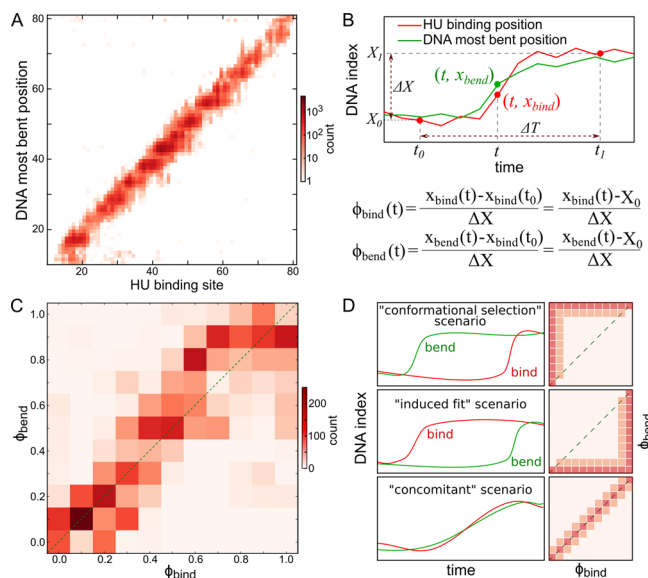 A
DNA most bent position
80
60
40
20
20
40
60
80
HU binding site
10³
100
10
1
count
B
HU binding position
DNA most bent position
DNA index
X₁
ΔX
X₀
(t, x_bend)
(t, x_bind)
ΔT
t₀
t
t₁
time
ϕ_bind(t) = (x_bind(t)-x_bind(t₀))/ΔX = (x_bind(t)-X₀)/ΔX
ϕ_bend(t) = (x_bend(t)-x_bind(t₀))/ΔX = (x_bend(t)-X₀)/ΔX
C
ϕbend
1.0
0.8
0.6
0.4
0.2
0.0
0.0
0.2
0.4
0.6
0.8
1.0
ϕbind
200
100
0
count
D
"conformational selection"
scenario
bend
bind
"induced fit" scenario
bind
bend
"concomitant" scenario
DNA index
time
ϕbend
ϕbind